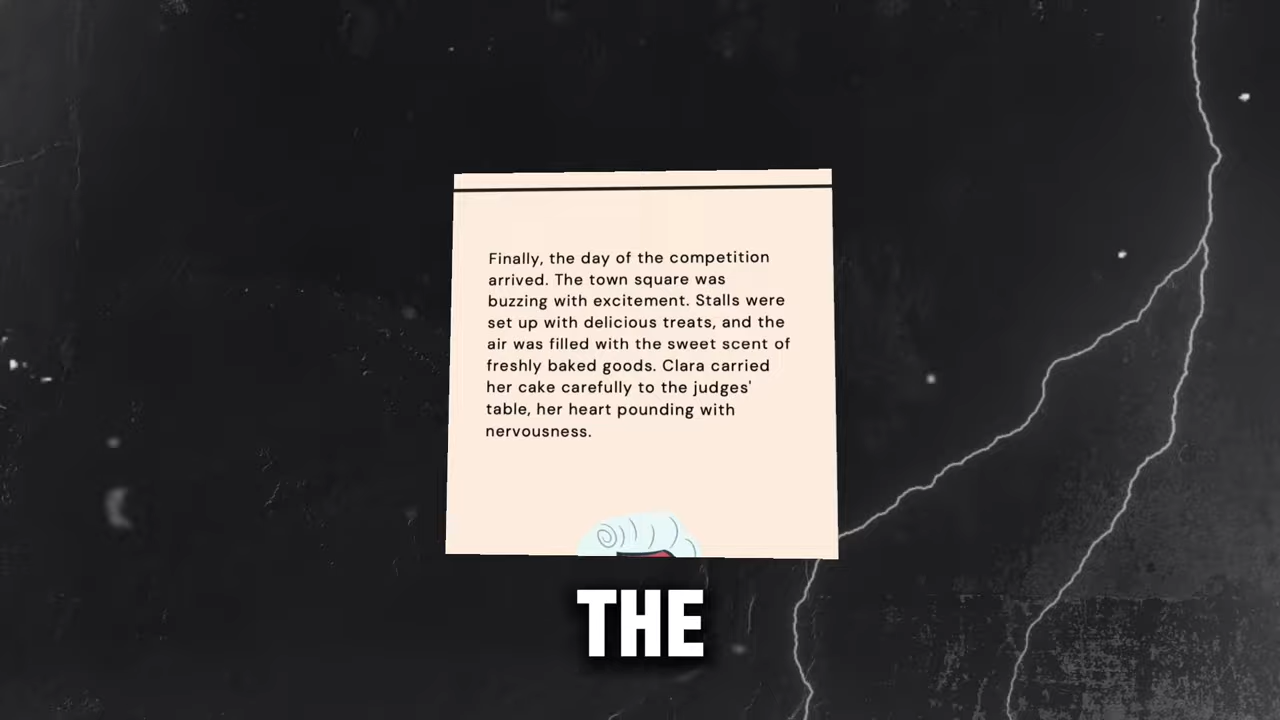 Finally, the day of the competition
arrived. The town square was
buzzing with excitement. Stalls were
set up with delicious treats, and the
air was filled with the sweet scent of
freshly baked goods. Clara carried
her cake carefully to the judges'
table, her heart pounding with
nervousness.
THE